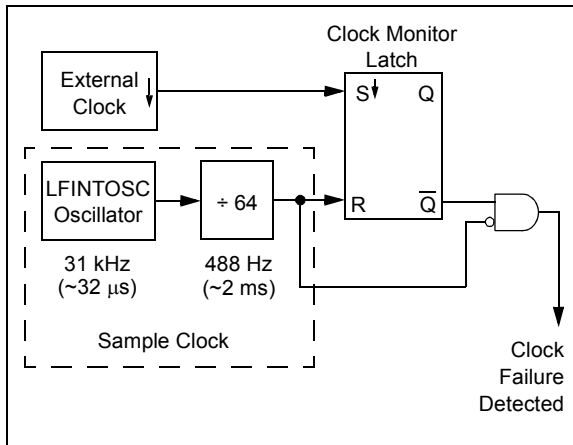 Clock Monitor
Latch
External
Clock
S
Q
LFINTOSC
Oscillator
÷ 64
R
Q̅
31 kHz
(~32 μs)
488 Hz
(~2 ms)
Sample Clock
Clock
Failure
Detected